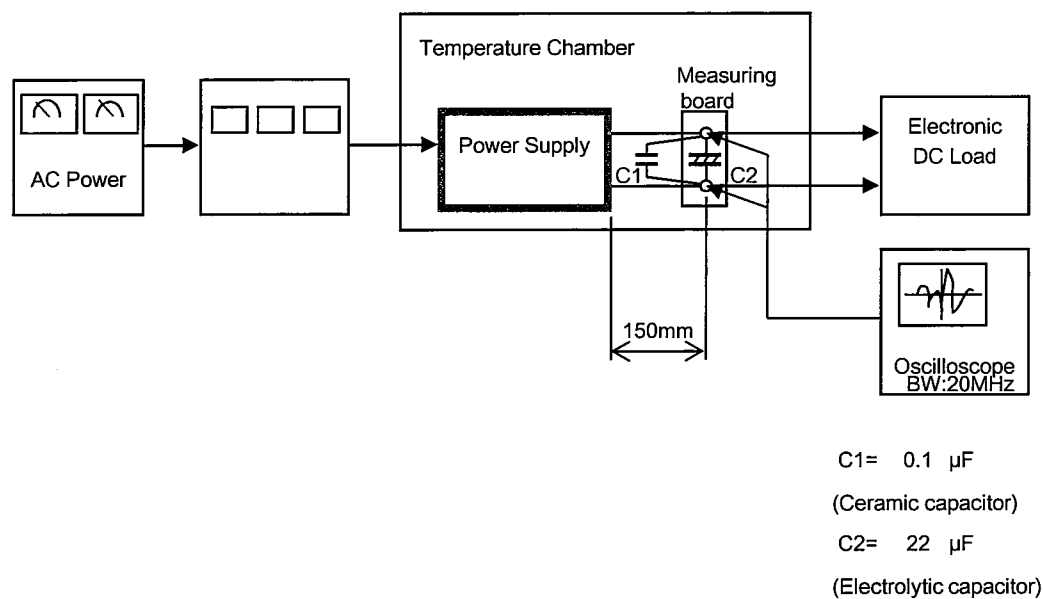 Temperature Chamber
Measuring
board
AC Power
Power Supply
C1
C2
Electronic
DC Load
150mm
Oscilloscope
BW:20MHz
C1= 0.1 µF
(Ceramic capacitor)
C2= 22 µF
(Electrolytic capacitor)